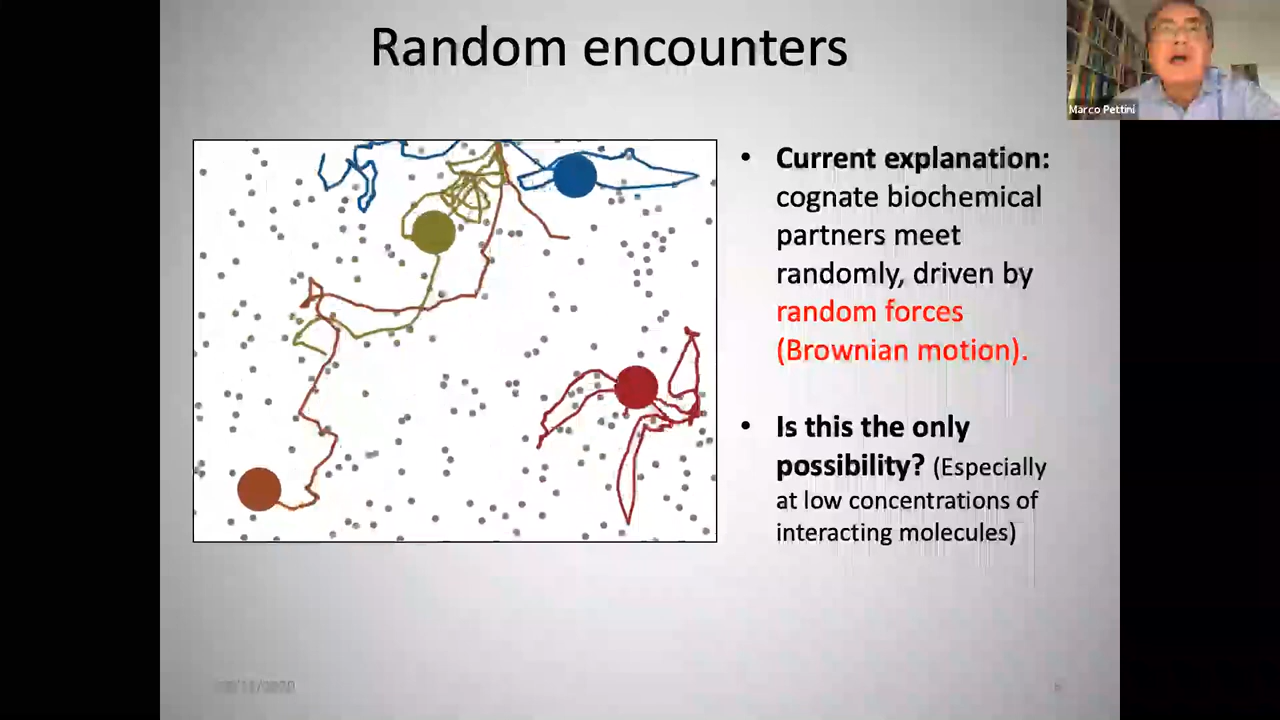 Random encounters
Marco Pettini
• Current explanation:
cognate biochemical
partners meet
randomly, driven by
random forces
(Brownian motion).
• Is this the only
possibility? (Especially
at low concentrations of
interacting molecules)